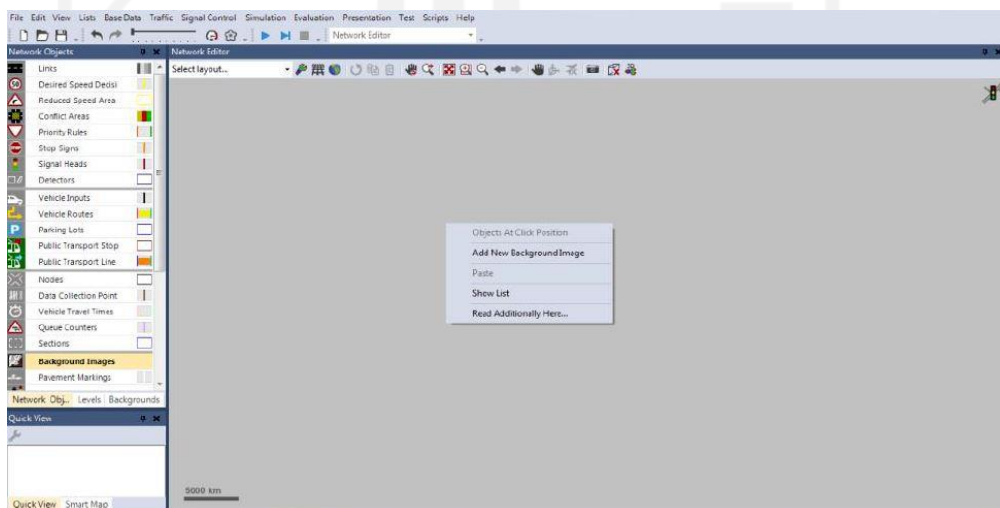 File Edit View Lists Base Data Traffic Signal Control Simulation Evaluation Presentation Test Scripts Help
Network Editor
Network Objects
Network Editor
Select layout...
Links
50
Desired Speed Decisi
Reduced Speed Area
Conflict Areas
Priority Rules
Stop Signs
Signal Heads
Detectors
Vehicle Inputs
Vehicle Routes
P
Parking Lots
Public Transport Stop
Public Transport Line
Nodes
Data Collection Point
Vehicle Travel Times
Queue Counters
Sections
Background Images
Pavement Markings
Network Obj... Levels Backgrounds
Quick View
Quick View Smart Map
Objects At Click Position
Add New Background Image
Paste
Show List
Read Additionally Here...
5000 km